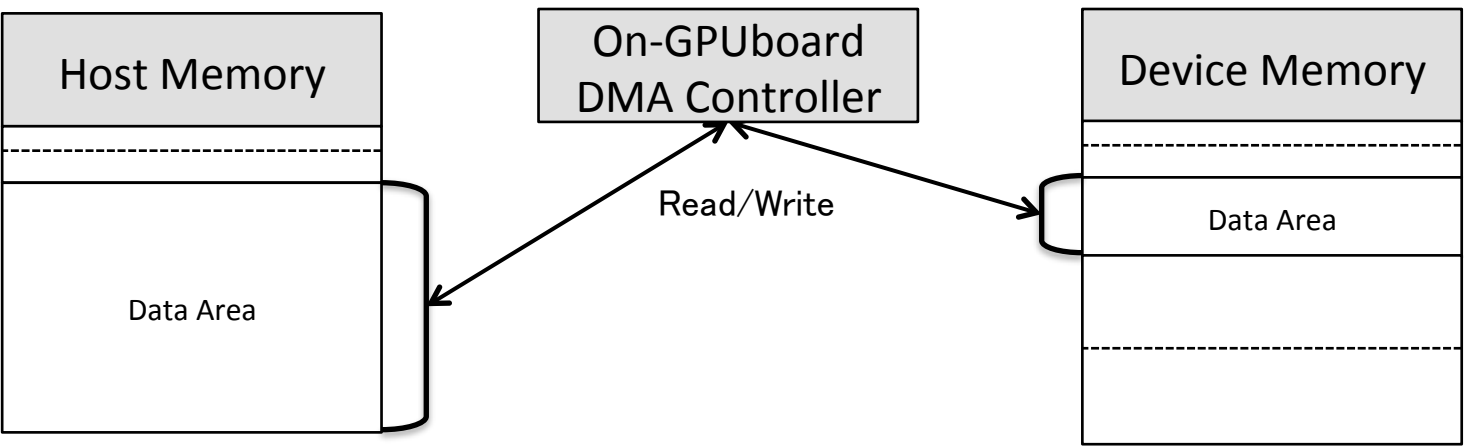 Host Memory
On-GPUboard
DMA Controller
Device Memory
Read/Write
Data Area
Data Area